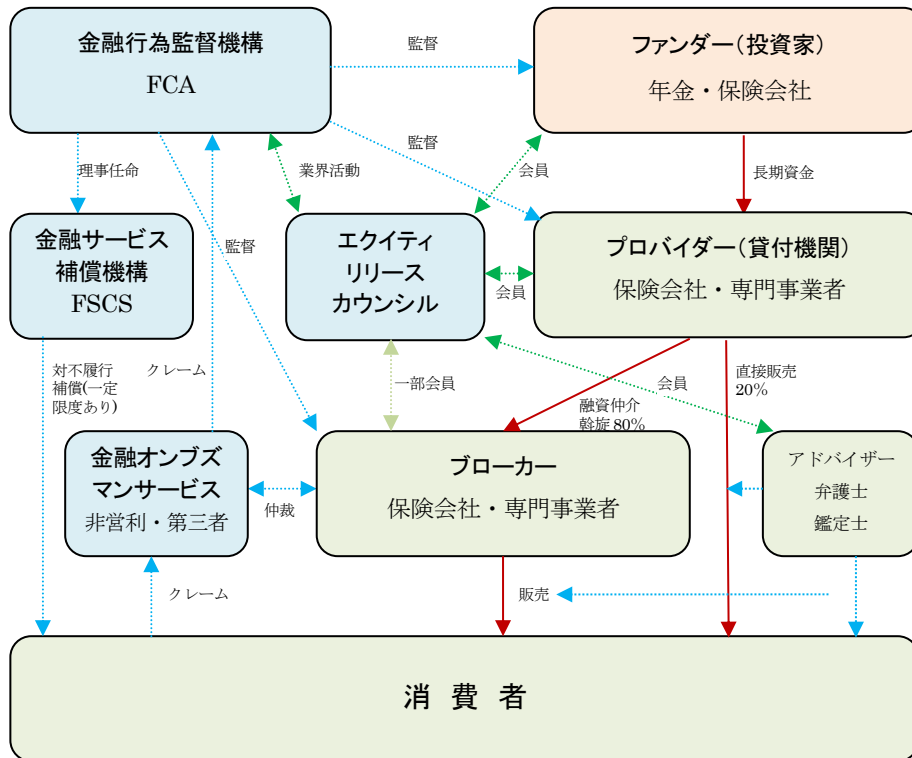 金融行為監督機構
FCA
監督
ファンダー(投資家)
年金・保険会社
監督
理事任命
業界活動
会員
長期資金
金融サービス
補償機構
FSCS
監督
エクイティ
リリース
カウンシル
会員
プロバイダー(貸付機関)
保険会社・専門事業者
対不履行
補償(一定
限度あり)
クレーム
一部会員
会員
直接販売
20%
融資仲介
斡旋 80%
金融オンブズ
マンサービス
非営利・第三者
仲裁
ブローカー
保険会社・専門事業者
アドバイザー
弁護士
鑑定士
クレーム
販売
消 費 者